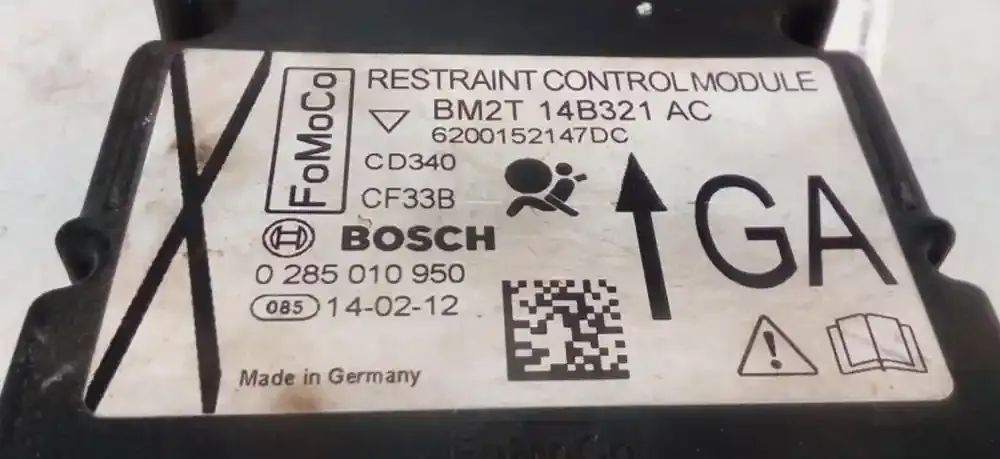 FoMoCo
RESTRAINT CONTROL MODULE
BM2T 14B321 AC
6200152147DC
CD340
CF33B
GA
BOSCH
0 285 010 950
085 14-02-12
Made in Germany